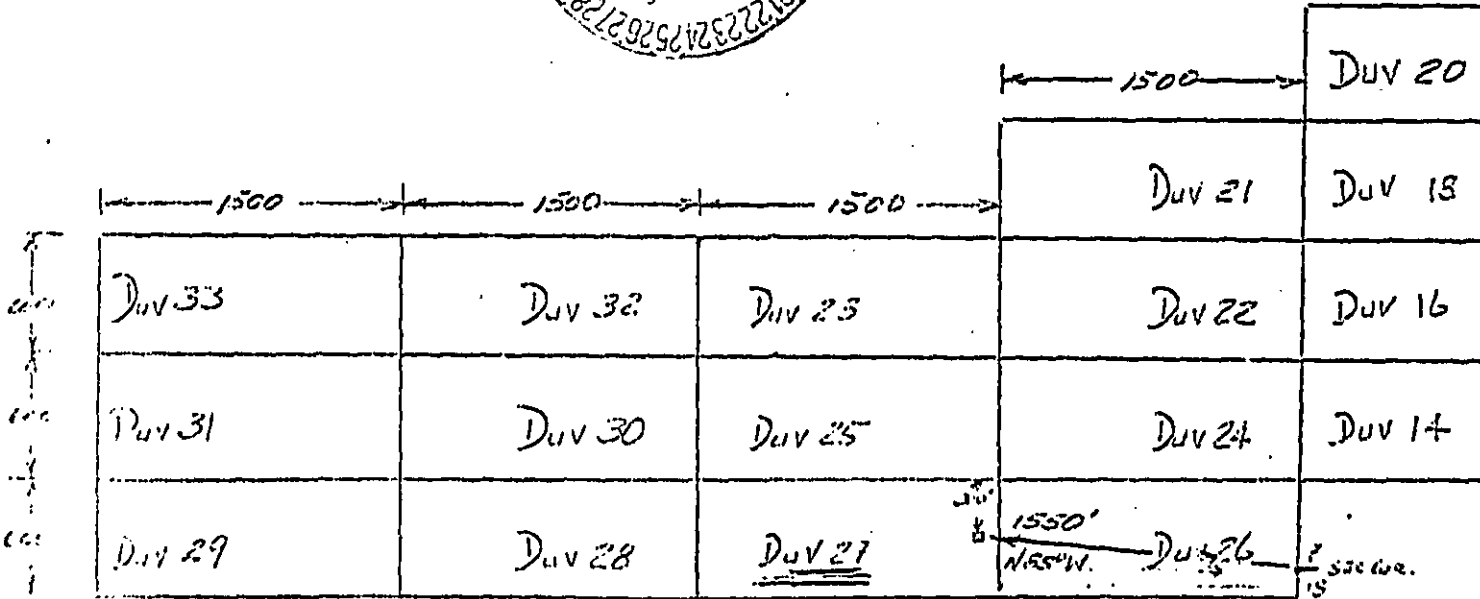 1500 Duv 20
Duv 21 Duv 18
1500 1500 1500
Duv 33 Duv 32 Duv 23 Duv 22 Duv 16
Duv 31 Duv 30 Duv 25 Duv 24 Duv 14
1550'
Duv 29 Duv 28 Duv 27 Duv 26